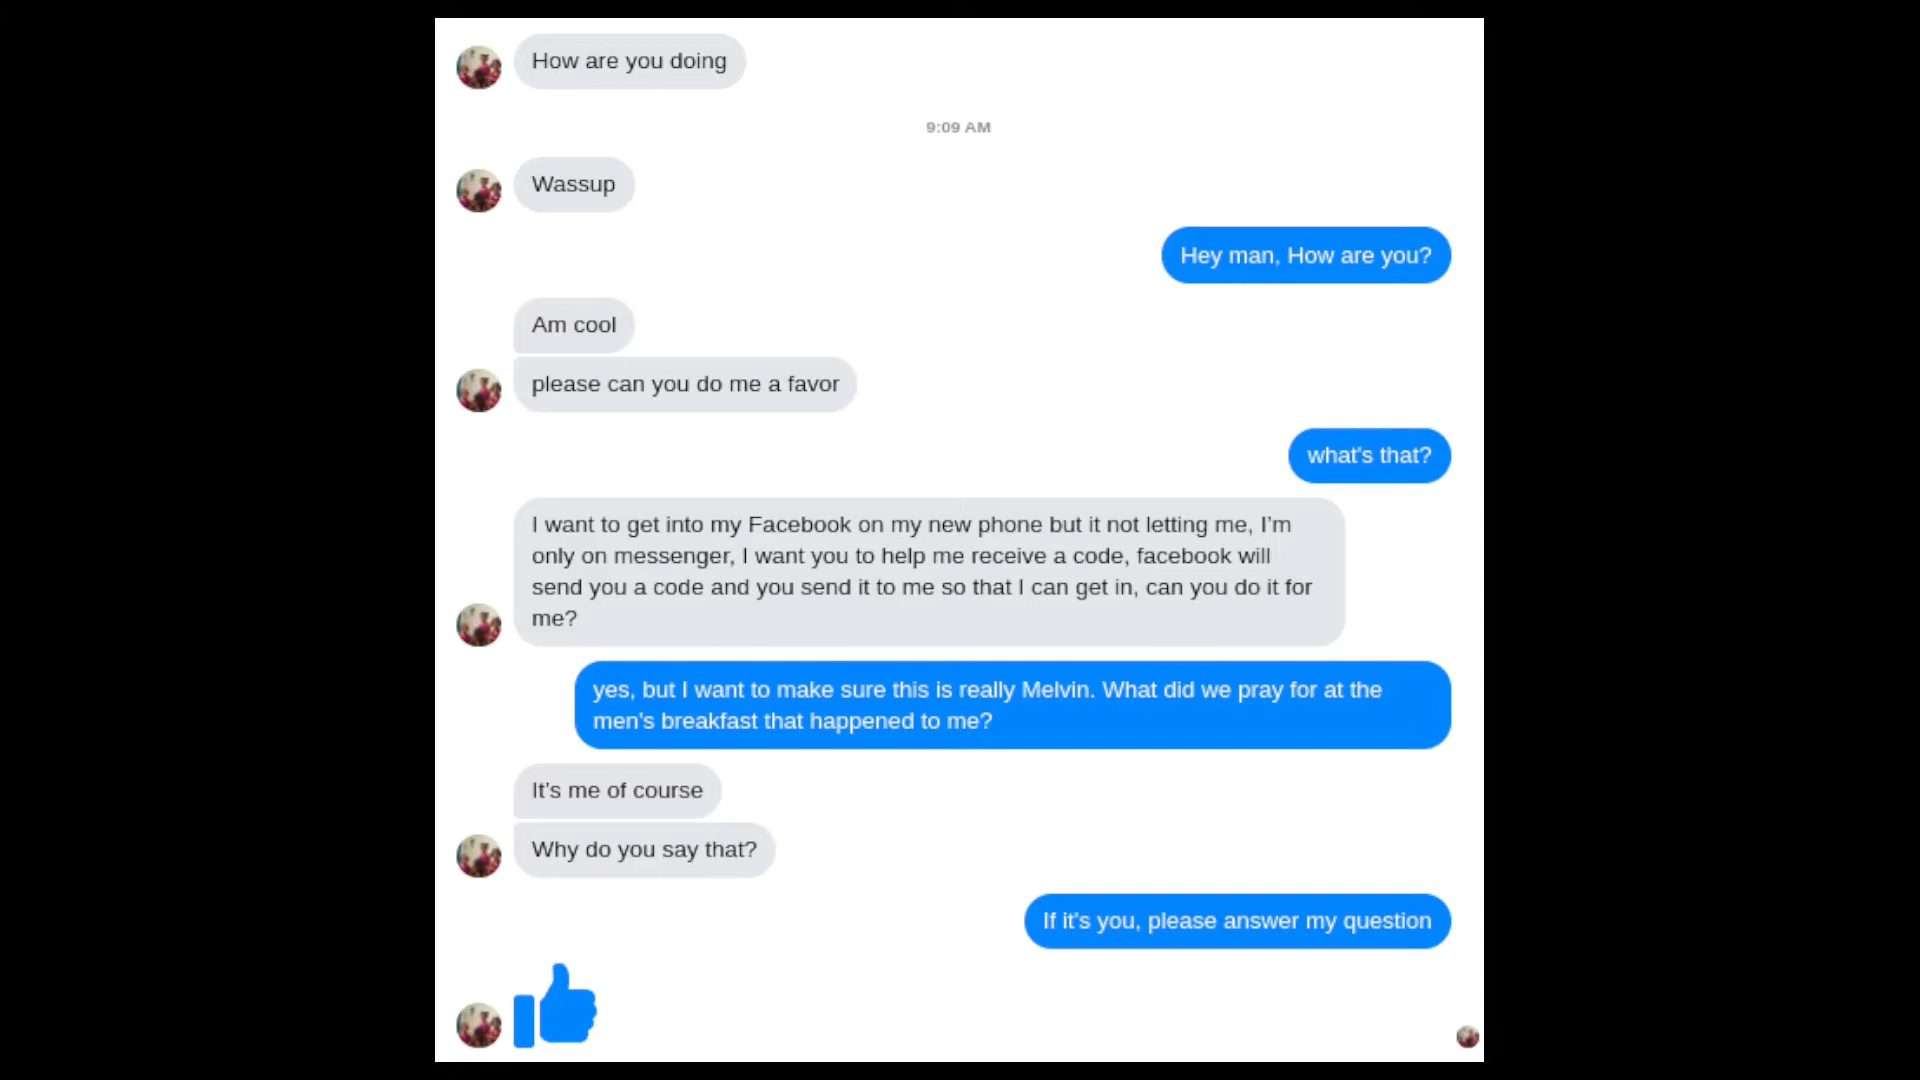 How are you doing
9:09 AM
Wassup
Hey man, How are you?
Am cool
please can you do me a favor
what's that?
I want to get into my Facebook on my new phone but it not letting me, I’m
only on messenger, I want you to help me receive a code, facebook will
send you a code and you send it to me so that I can get in, can you do it for
me?
yes, but I want to make sure this is really Melvin. What did we pray for at the
men's breakfast that happened to me?
It’s me of course
Why do you say that?
If it's you, please answer my question